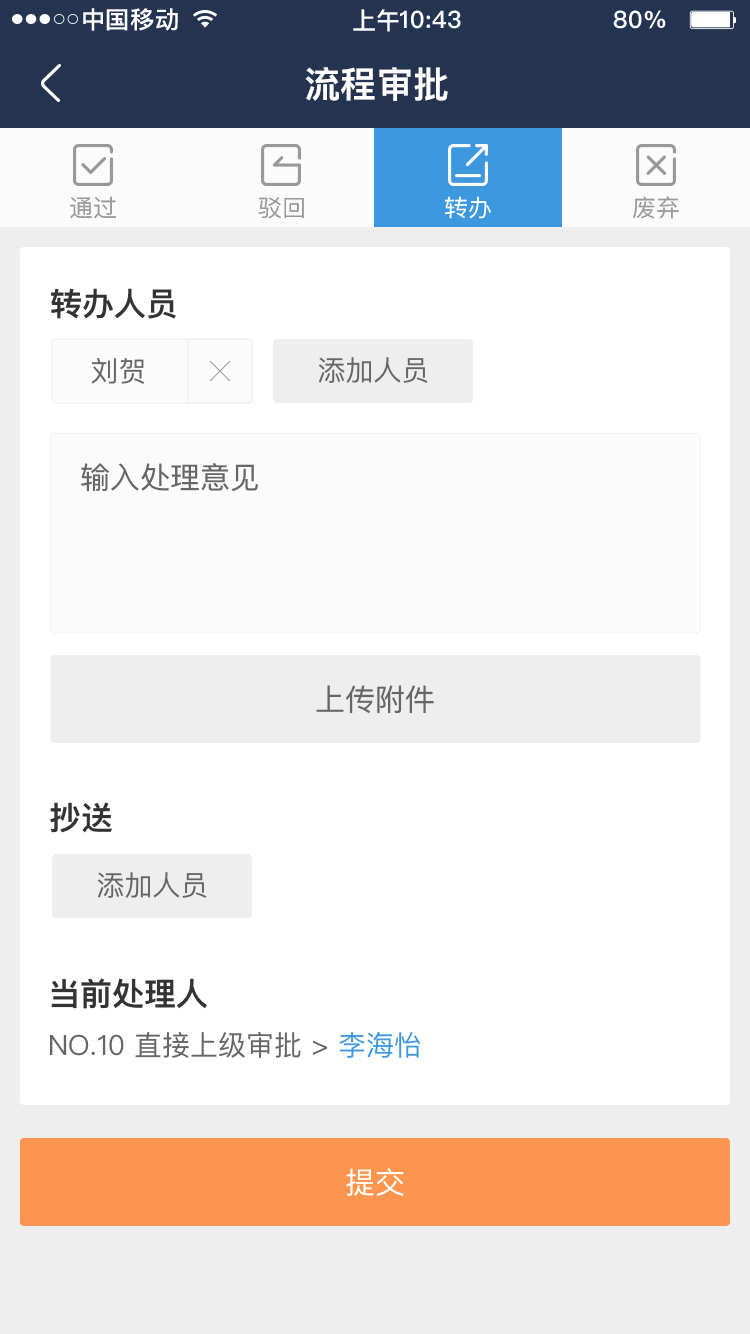 中国移动 上午10:43 80%
流程审批
通过 驳回 转办 废弃
转办人员
刘贺 添加人员
输入处理意见
上传附件
抄送
添加人员
当前处理人
NO.10 直接上级审批 > 李海怡
提交